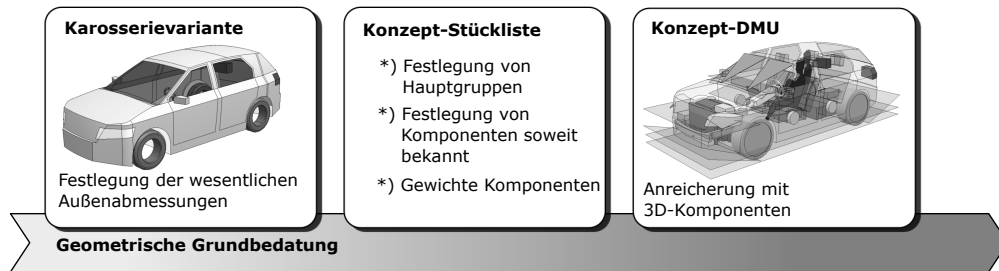 Karosserievariante
Festlegung der wesentlichen
Außenabmessungen
Konzept-Stückliste
*) Festlegung von
Hauptgruppen
*) Festlegung von
Komponenten soweit
bekannt
*) Gewichte Komponenten
Konzept-DMU
Anreicherung mit
3D-Komponenten
Geometrische Grundbedatung